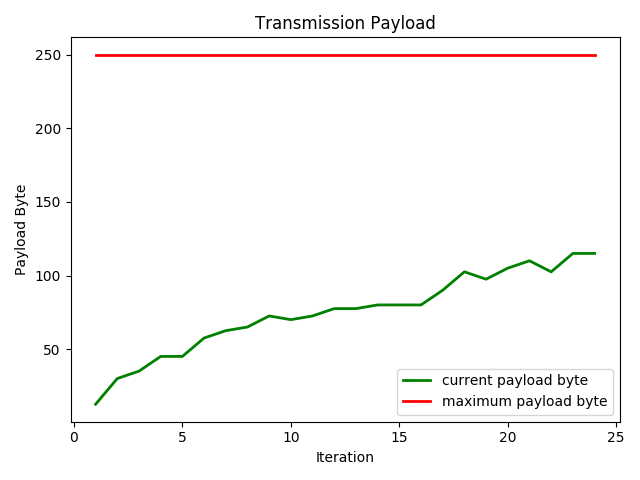 Transmission Payload
250
200
150
100
50
Payload Byte
current payload byte
maximum payload byte
0 5 10 15 20 25
Iteration